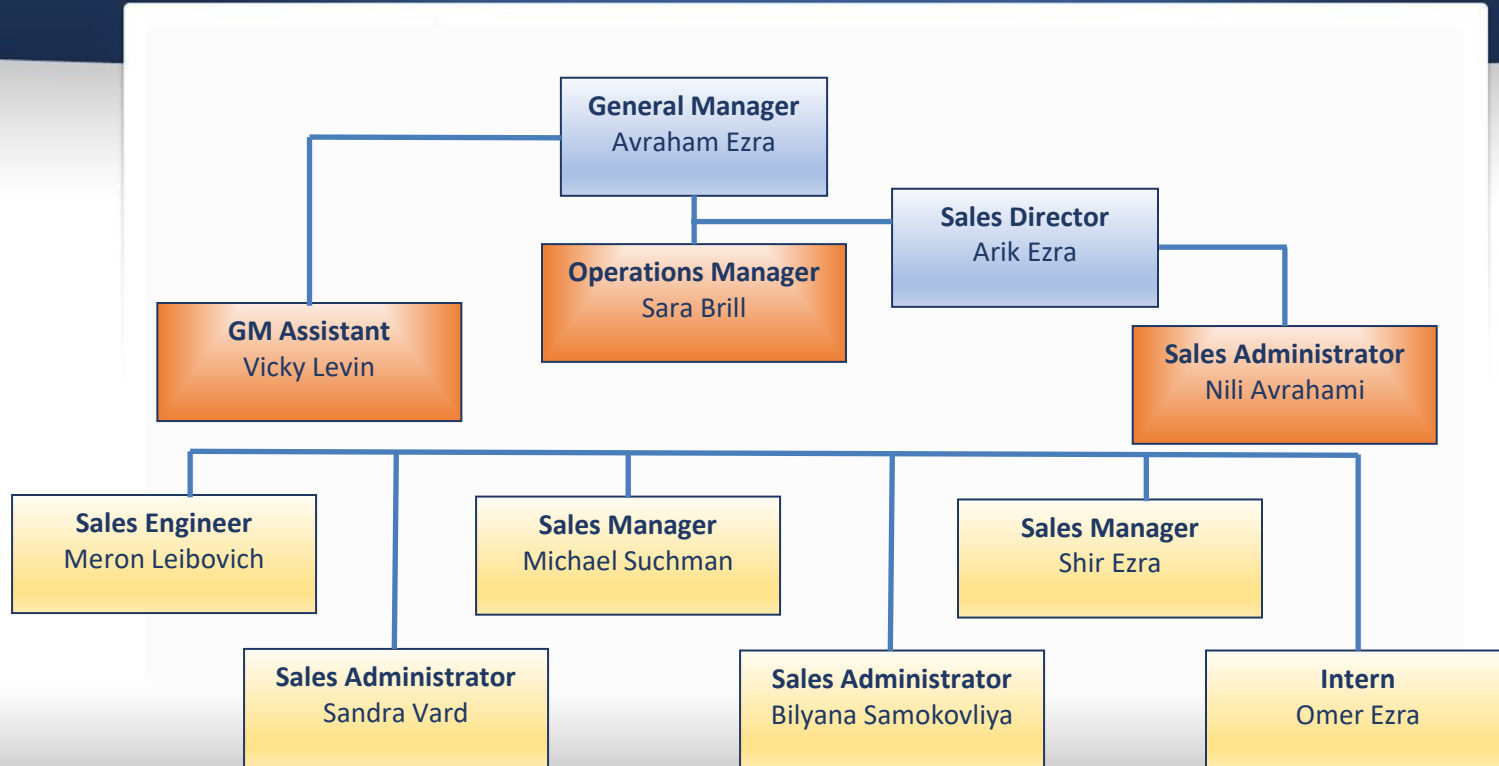 General Manager
Avraham Ezra
Sales Director
Arik Ezra
Operations Manager
Sara Brill
GM Assistant
Vicky Levin
Sales Administrator
Nili Avrahami
Sales Engineer
Meron Leibovich
Sales Manager
Michael Suchman
Sales Manager
Shir Ezra
Sales Administrator
Sandra Vard
Sales Administrator
Bilyana Samokovliya
Intern
Omer Ezra